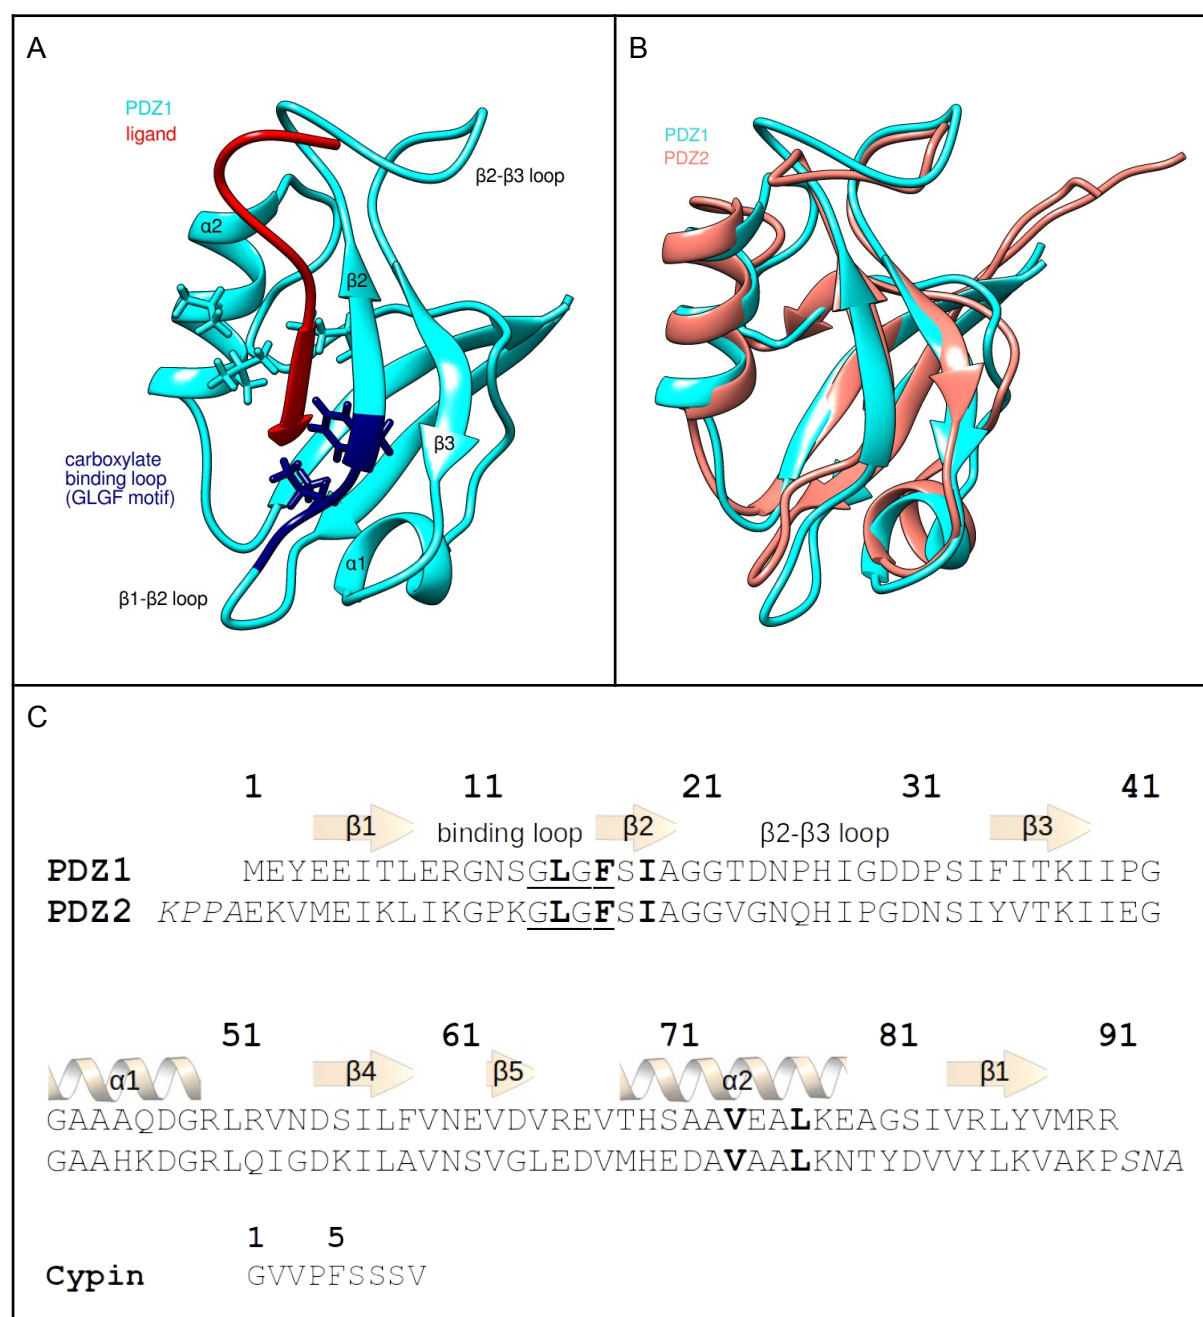 A
PDZ1
ligand
β2-β3 loop
α2
β2
carboxylate
binding loop
(GLGF motif)
β3
α1
β1-β2 loop
B
PDZ1
PDZ2
C
1 11 21 31 41
β1 binding loop β2 β2-β3 loop β3
PDZ1 MEYEEITLERGNSGLGFSIAGGTDNPHIGDDPSIFITKIIPG
PDZ2 KPPAEKVMEIKLIKGPKGLGFSIAGGVGNQHIPGDNSIYVTKIIEG
51 61 71 81 91
α1 β4 β5 α2 β1
GAAAQDGRLRVNDSILFVNEVDVREVTHSAAVEALKEAGSIVRLYVMRR
GAAHKDGRLQIGDKILAVNSVGLEDVMHEDAVAALKNTYDVVYLKVAKPSNA
1 5
Cypin GVVPFSSSV